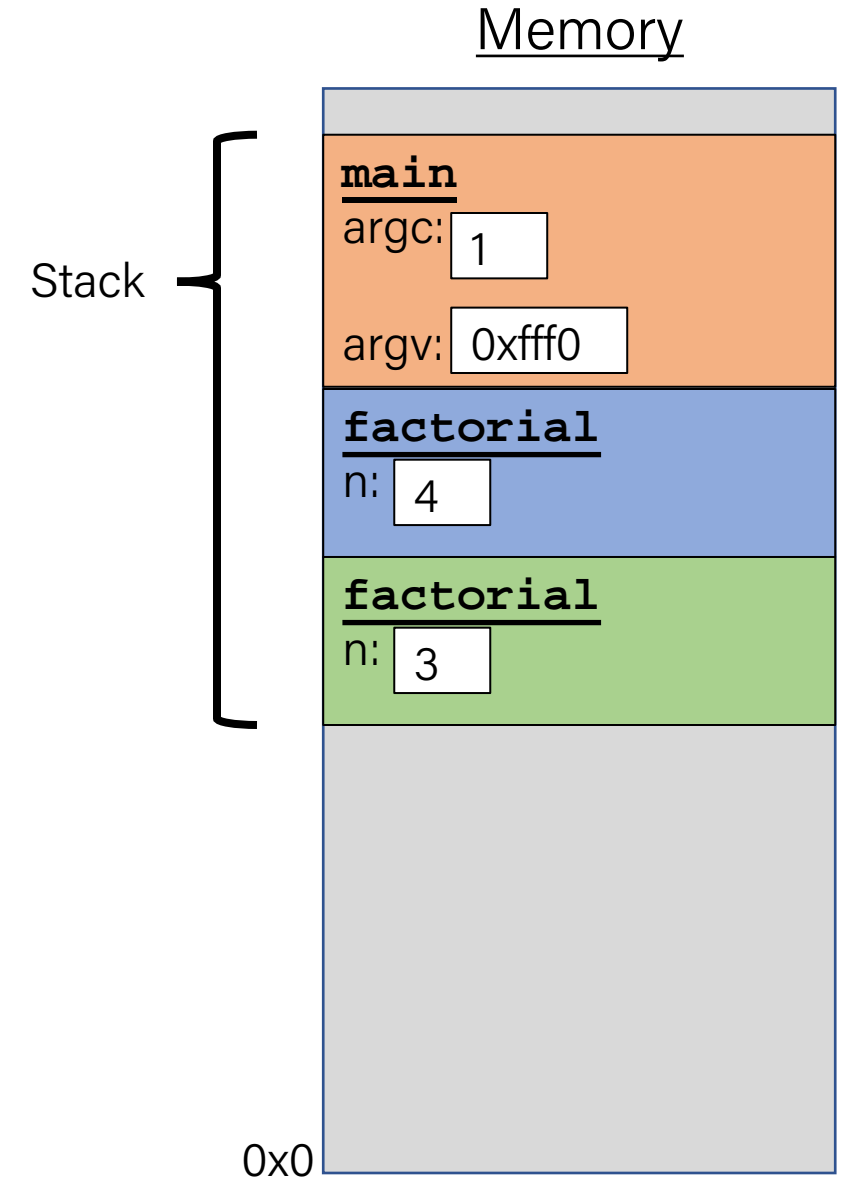 Memory
main
argc: 1
Stack
argv: 0xfff0
factorial
n: 4
factorial
n: 3
0x0